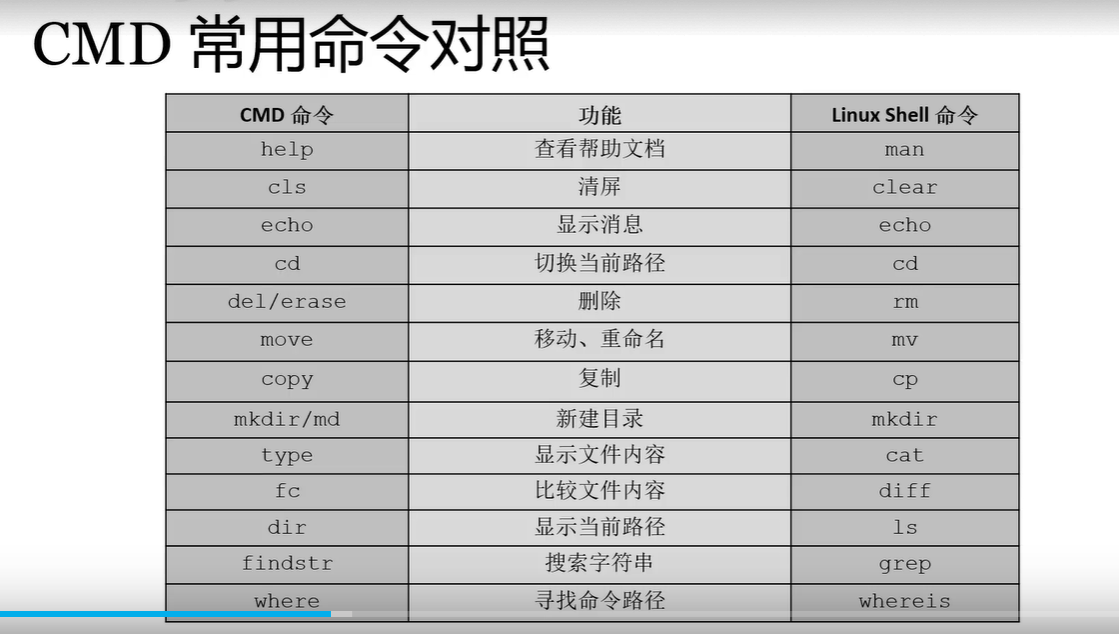 CMD 常用命令对照
CMD 命令 功能 Linux Shell 命令
help 查看帮助文档 man
cls 清屏 clear
echo 显示消息 echo
cd 切换当前路径 cd
del/erase 删除 rm
move 移动、重命名 mv
copy 复制 cp
mkdir/md 新建目录 mkdir
type 显示文件内容 cat
fc 比较文件内容 diff
dir 显示当前路径 ls
findstr 搜索字符串 grep
where 寻找命令路径 whereis